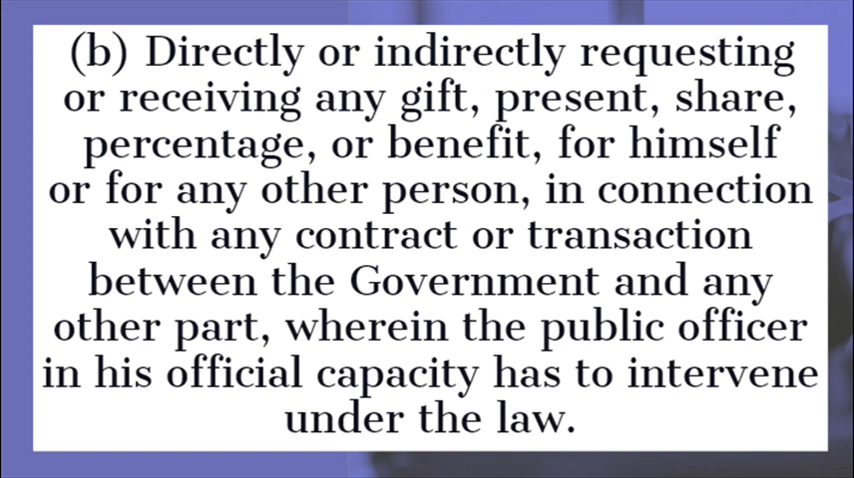 (b) Directly or indirectly requesting
or receiving any gift, present, share,
percentage, or benefit, for himself
or for any other person, in connection
with any contract or transaction
between the Government and any
other part, wherein the public officer
in his official capacity has to intervene
under the law.